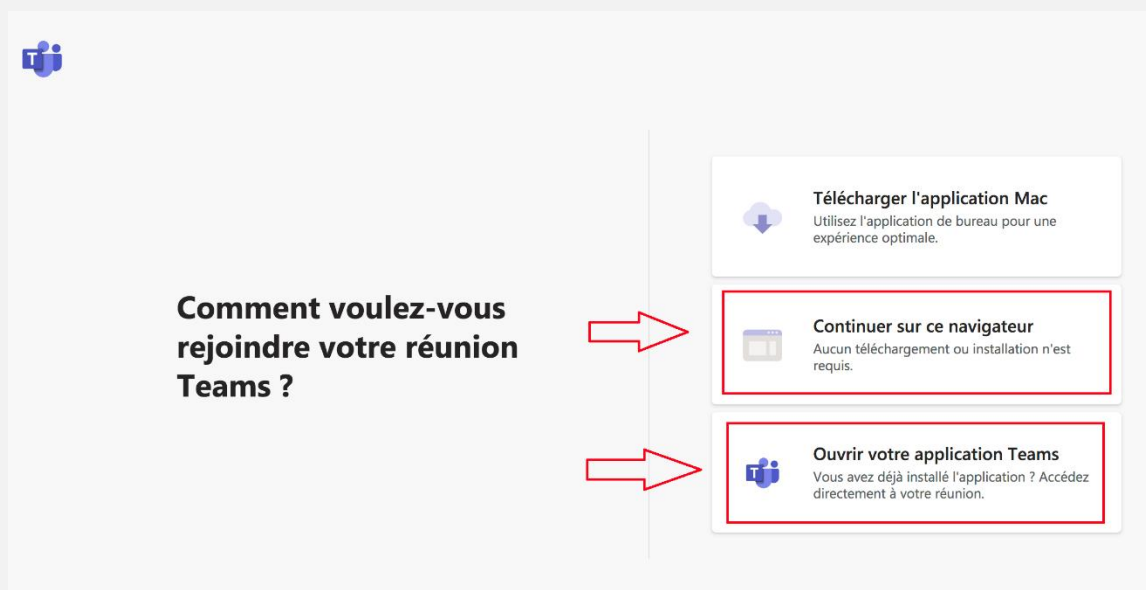 Comment voulez-vous
rejoindre votre réunion
Teams ?
Télécharger l'application Mac
Utilisez l'application de bureau pour une
expérience optimale.
Continuer sur ce navigateur
Aucun téléchargement ou installation n'est
requis.
Ouvrir votre application Teams
Vous avez déjà installé l'application ? Accédez
directement à votre réunion.